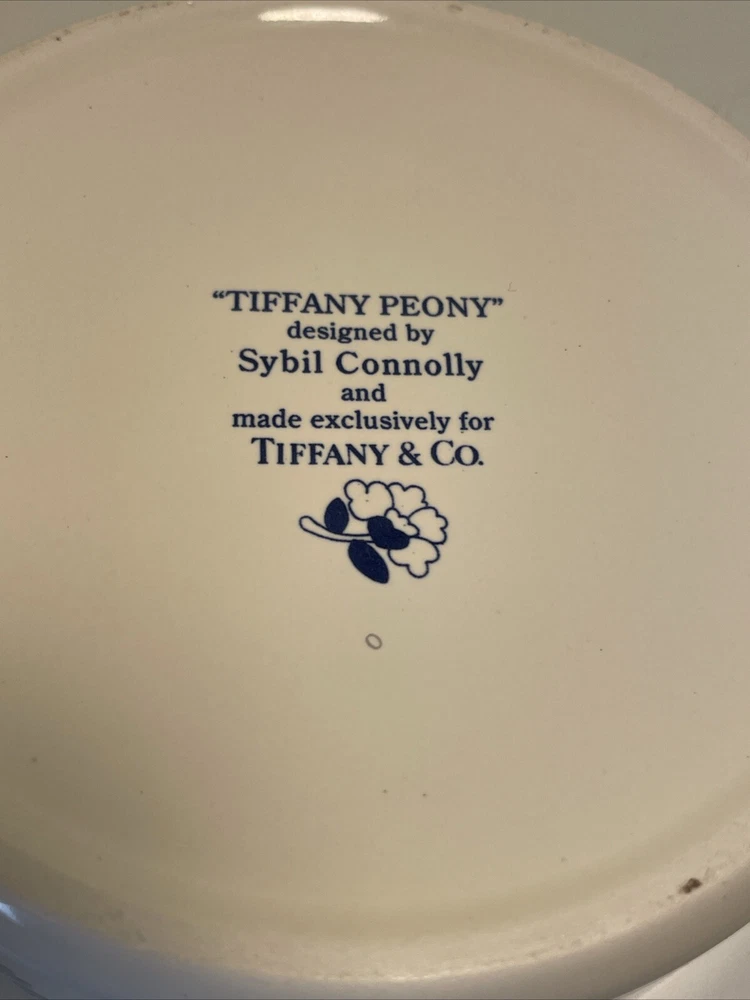 “TIFFANY PEONY”
designed by
Sybil Connolly
and
made exclusively for
TIFFANY & CO.